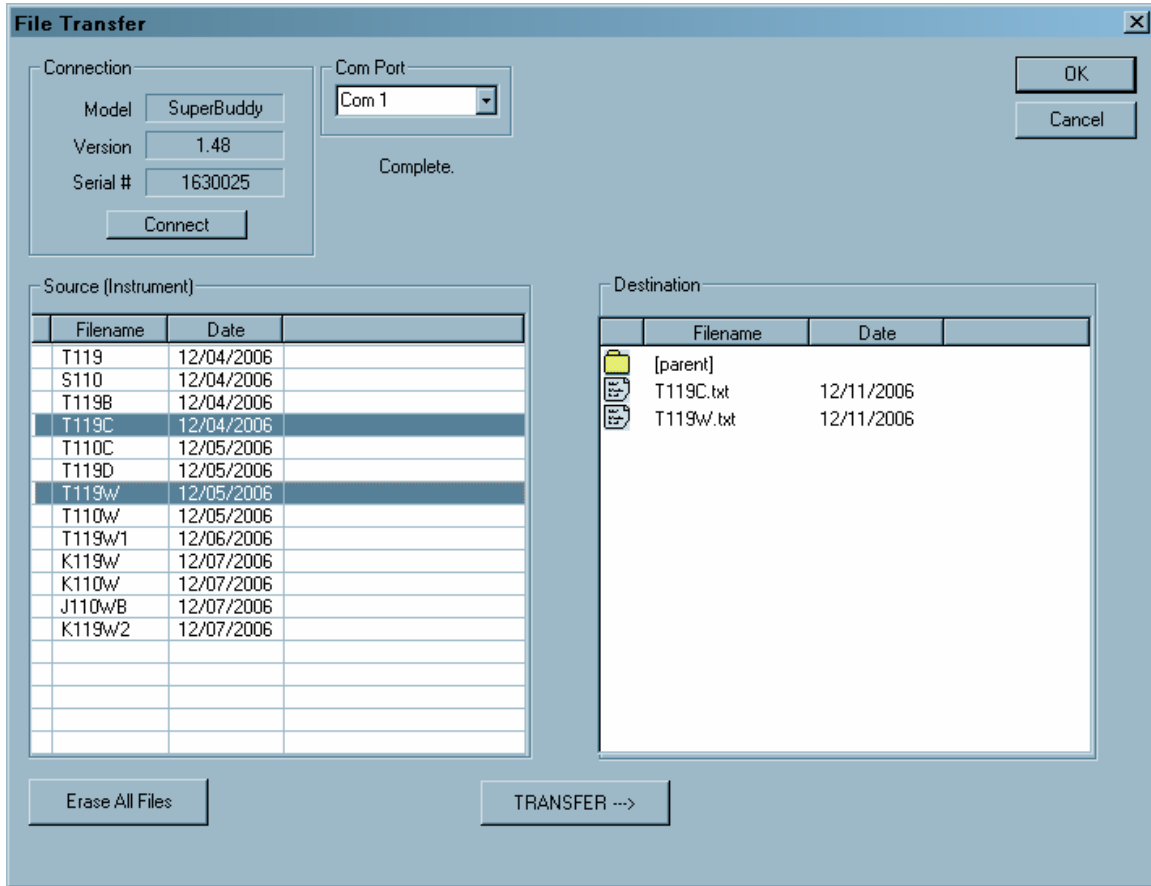 File Transfer
Connection
Model SuperBuddy
Version 1.48
Serial # 1630025
Connect
Com Port
Com 1
Complete.
OK
Cancel
Source (Instrument)
Filename Date
T119 12/04/2006
S110 12/04/2006
T119B 12/04/2006
T119C 12/04/2006
T110C 12/05/2006
T119D 12/05/2006
T119W 12/05/2006
T110W 12/05/2006
T119W1 12/06/2006
K119W 12/07/2006
K110W 12/07/2006
J110WB 12/07/2006
K119W2 12/07/2006
Destination
Filename Date
[parent]
T119C.txt 12/11/2006
T119W.txt 12/11/2006
Erase All Files
TRANSFER --->